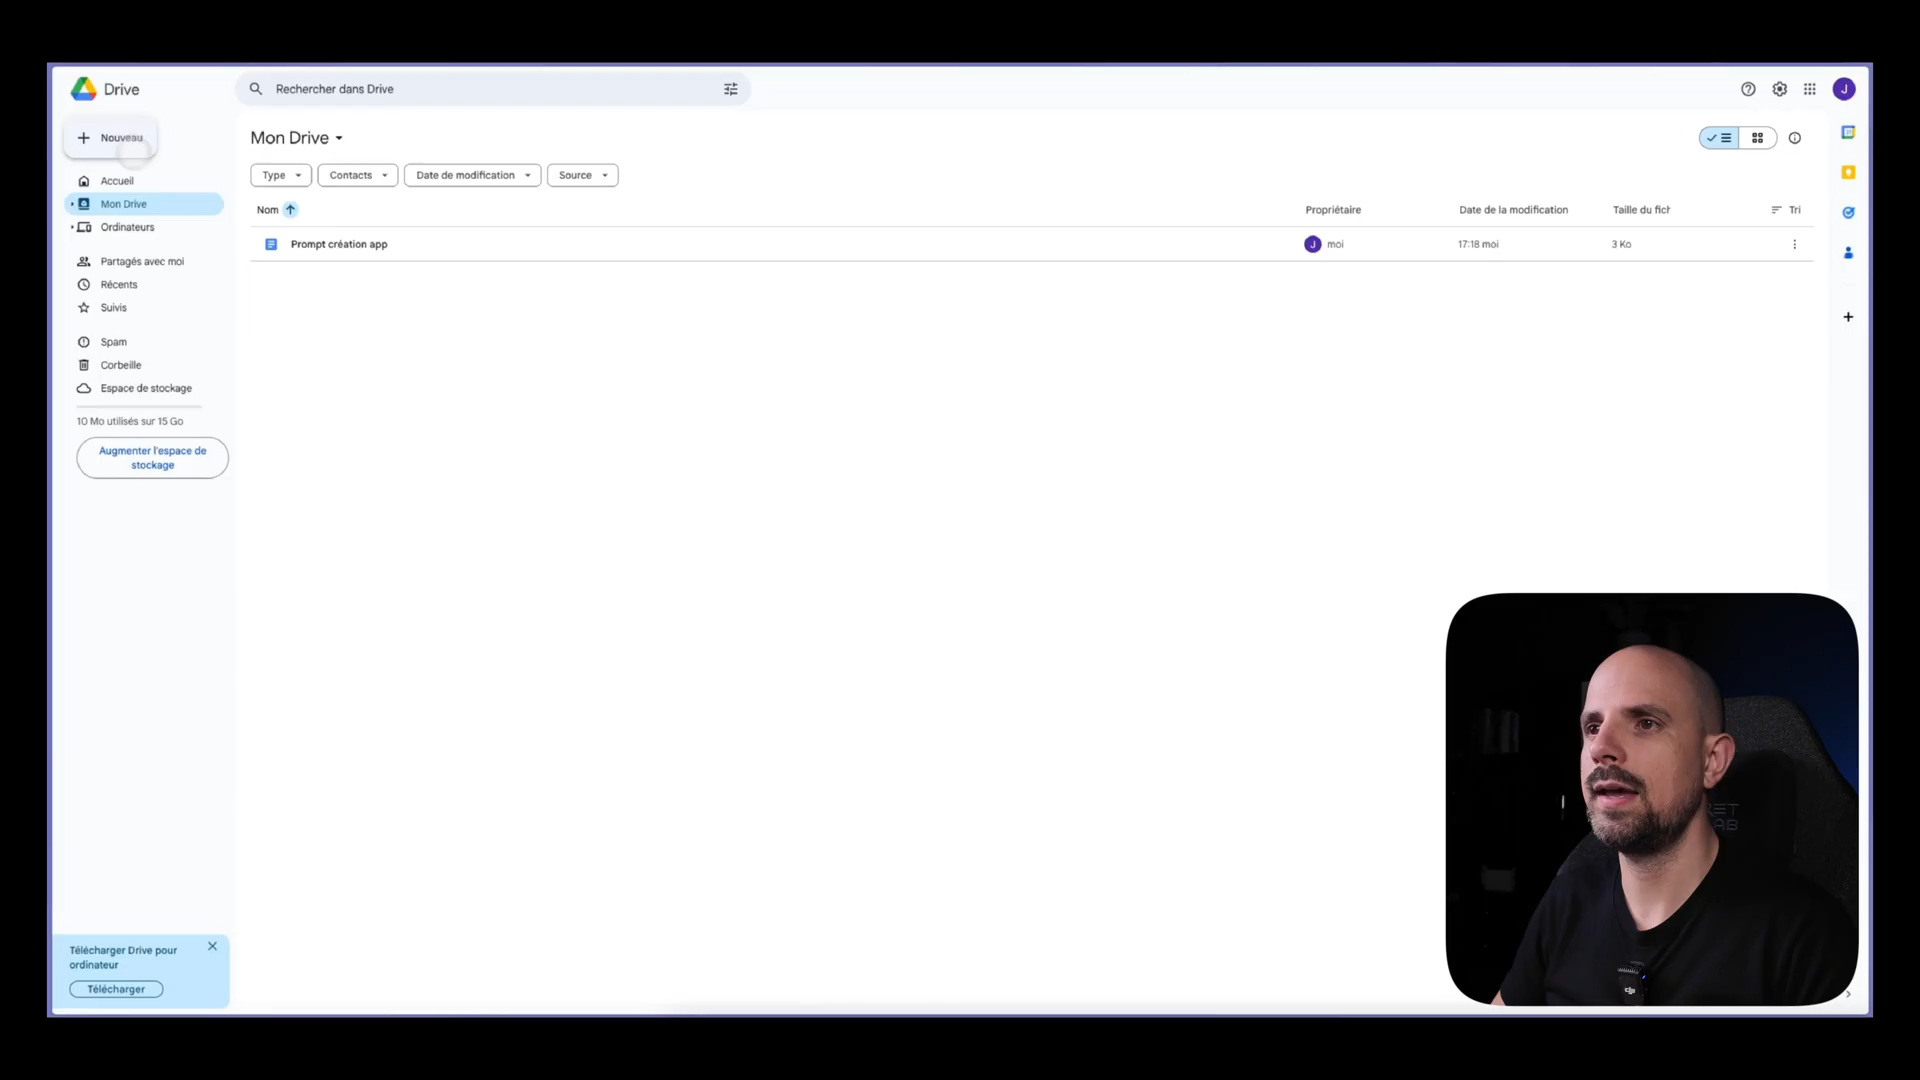 Drive
Rechercher dans Drive
J
Nouveau
Mon Drive
Type
Contacts
Date de modification
Source
Accueil
Mon Drive
Ordinateurs
Nom
Propriétaire
Date de la modification
Taille du fich
Tri
Prompt création app
J
moi
17:18 moi
3 Ko
Partagés avec moi
Récents
Suivis
Spam
Corbeille
Espace de stockage
10 Mo utilisés sur 15 Go
Augmenter l'espace de
stockage
Télécharger Drive pour
ordinateur
Télécharger
dji